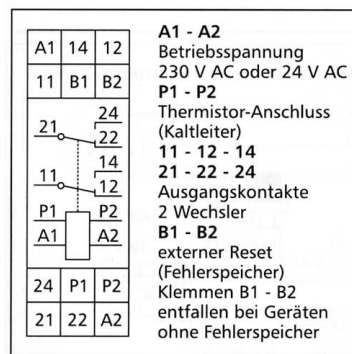 A1 14 12
11 B1 B2
24
21 22
14
11 12
P1 P2
A1 A2
24 P1 P2
21 22 A2
A1 - A2
Betriebsspannung
230 V AC oder 24 V AC
P1 - P2
Thermistor-Anschluss
(Kaltleiter)
11 - 12 - 14
21 - 22 - 24
Ausgangskontakte
2 Wechsler
B1 - B2
externer Reset
(Fehlerspeicher)
Klemmen B1 - B2
entfallen bei Geräten
ohne Fehlerspeicher